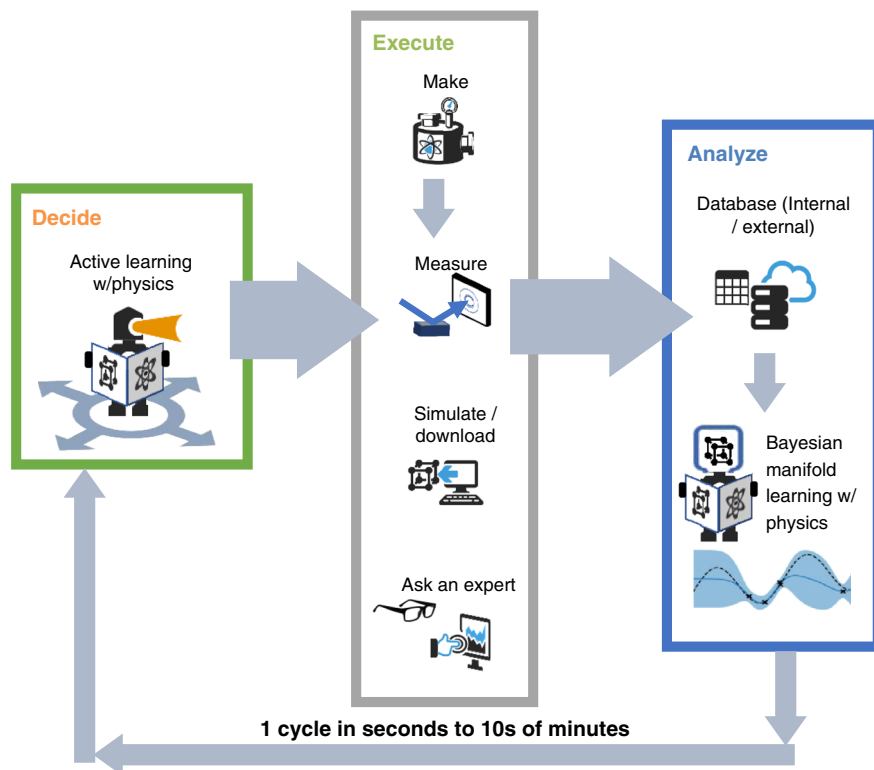 Decide
Active learning
w/physics
Execute
Make
Measure
Simulate /
download
Ask an expert
Analyze
Database (Internal
/ external)
Bayesian
manifold
learning w/
physics
1 cycle in seconds to 10s of minutes